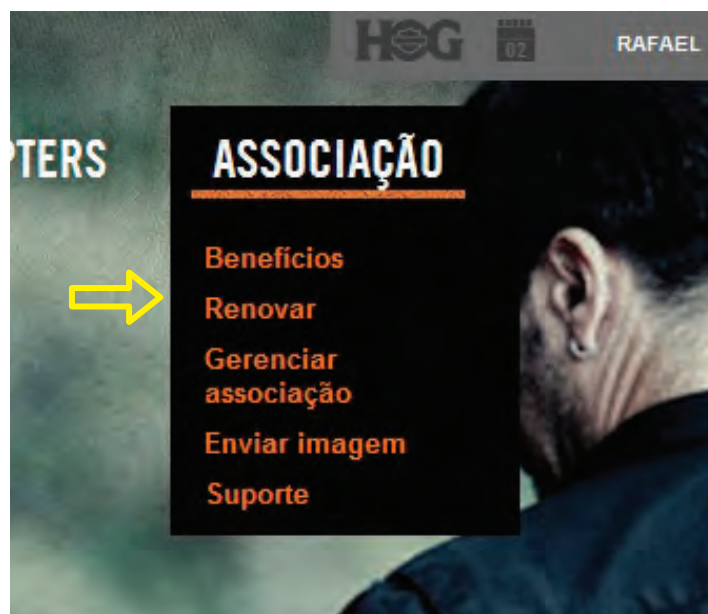 HOG
02
RAFAEL
PTERS
ASSOCIAÇÃO
Benefícios
Renovar
Gerenciar
associação
Enviar imagem
Suporte